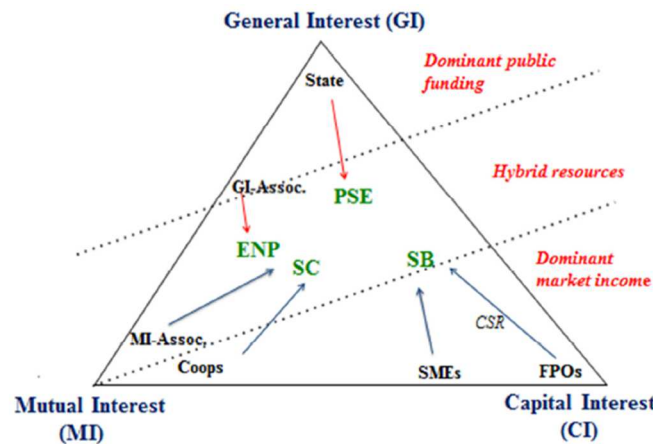 General Interest (GI)
Dominant public
funding
State
Hybrid resources
GI-Assoc.
PSE
ENP
SC
SB
Dominant
market income
MI-Assoc,
Coops
CSR
SMEs
FPOs
Mutual Interest
(MI)
Capital Interest
(CI)